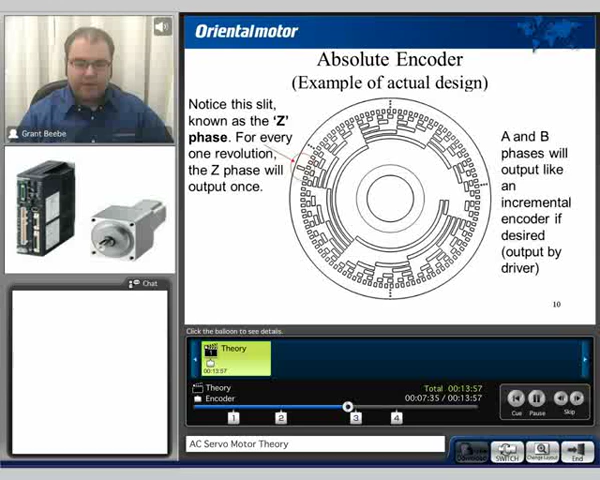 Orientalmotor
Absolute Encoder
(Example of actual design)
Notice this slit,
known as the 'Z'
phase. For every
one revolution,
the Z phase will
output once.
A and B
phases will
output like
an
incremental
encoder if
desired
(output by
driver)
10
Grant Beebe
Chat
Click the balloon to see details.
1
Theory
00:13:57
Theory
Total 00:13:57
Encoder
00:07:35 / 00:13:57
1 2 3 4
Cue Pause Skip
AC Servo Motor Theory
SWITCH
Change Layout
End